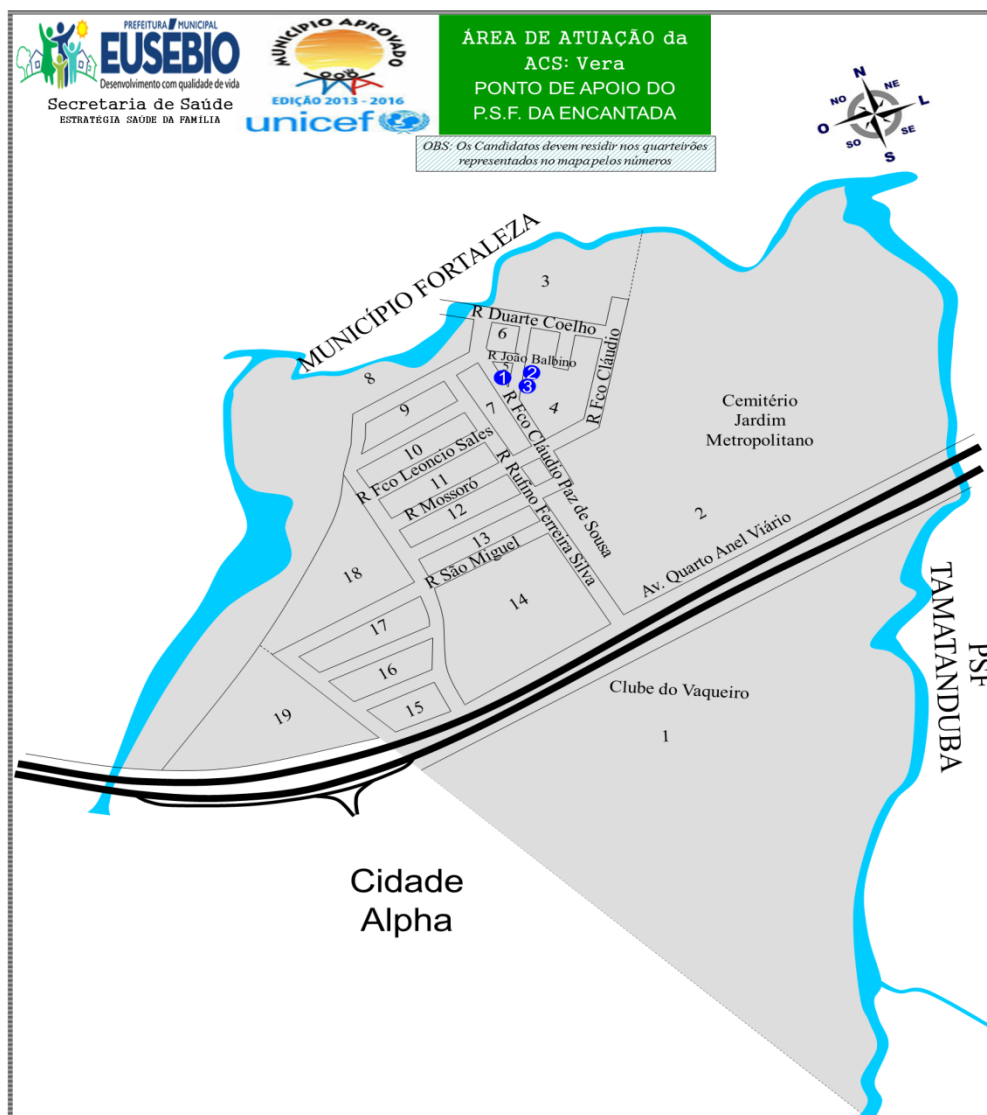 PREFEITURA MUNICIPAL
EUSÉBIO
Desenvolvimento com qualidade de vida
Secretaria de Saúde
ESTRATÉGIA SAÚDE DA FAMÍLIA
MUNICÍPIO APROVADO
EDIÇÃO 2013 - 2016
unicef
ÁREA DE ATUAÇÃO da
ACS: Vera
PONTO DE APOIO DO
P.S.F. DA ENCANTADA
OBS: Os Candidatos devem residir nos quarteirões
representados no mapa pelos números
N
NE
L
SE
S
SO
O
NO
MUNICÍPIO FORTALEZA
3
R Duarte Coelho
6
R João Balbino
5
1
2
3
4
R Fco Cláudio
8
9
7
R Fco Cláudio Paz de Sousa
10
R Fco Leoncio Sales
11
R Mossoró
12
R Rufino Ferreira Silva
13
R São Miguel
14
18
17
16
15
19
Cemitério
Jardim
Metropolitano
2
Av. Quarto Anel Viário
Clube do Vaqueiro
1
PSF
TAMATANDUBA
Cidade
Alpha